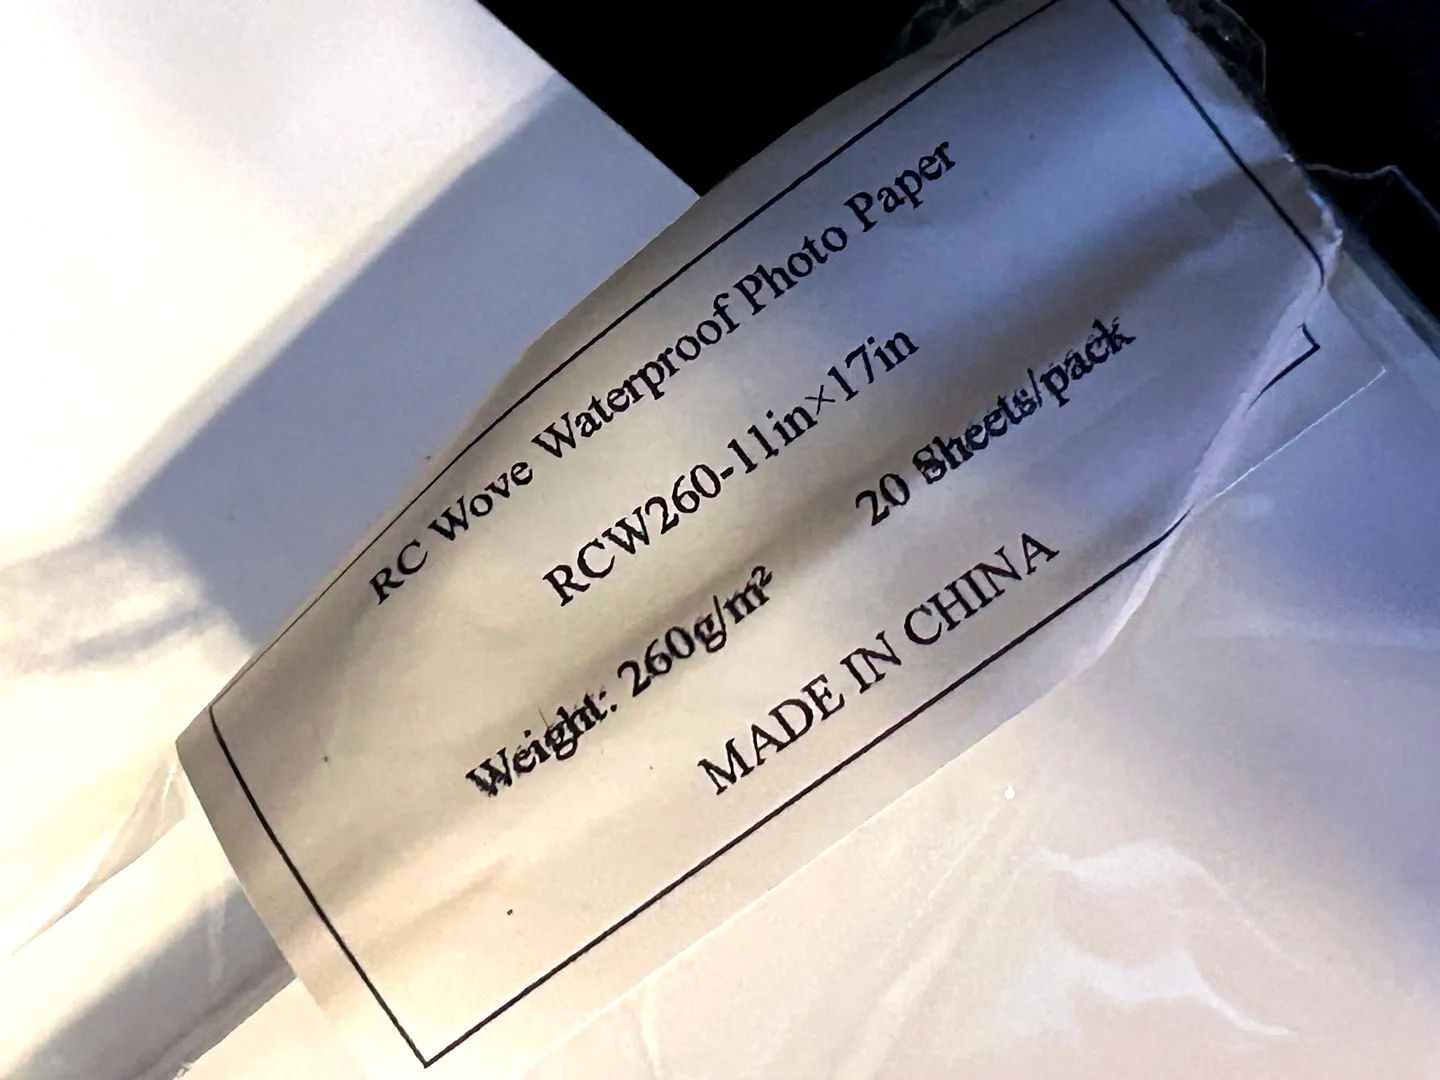 RC Wove Waterproof Photo Paper
RCW260-11in×17in
Weight: 260g/m² 20 Sheets/pack
MADE IN CHINA